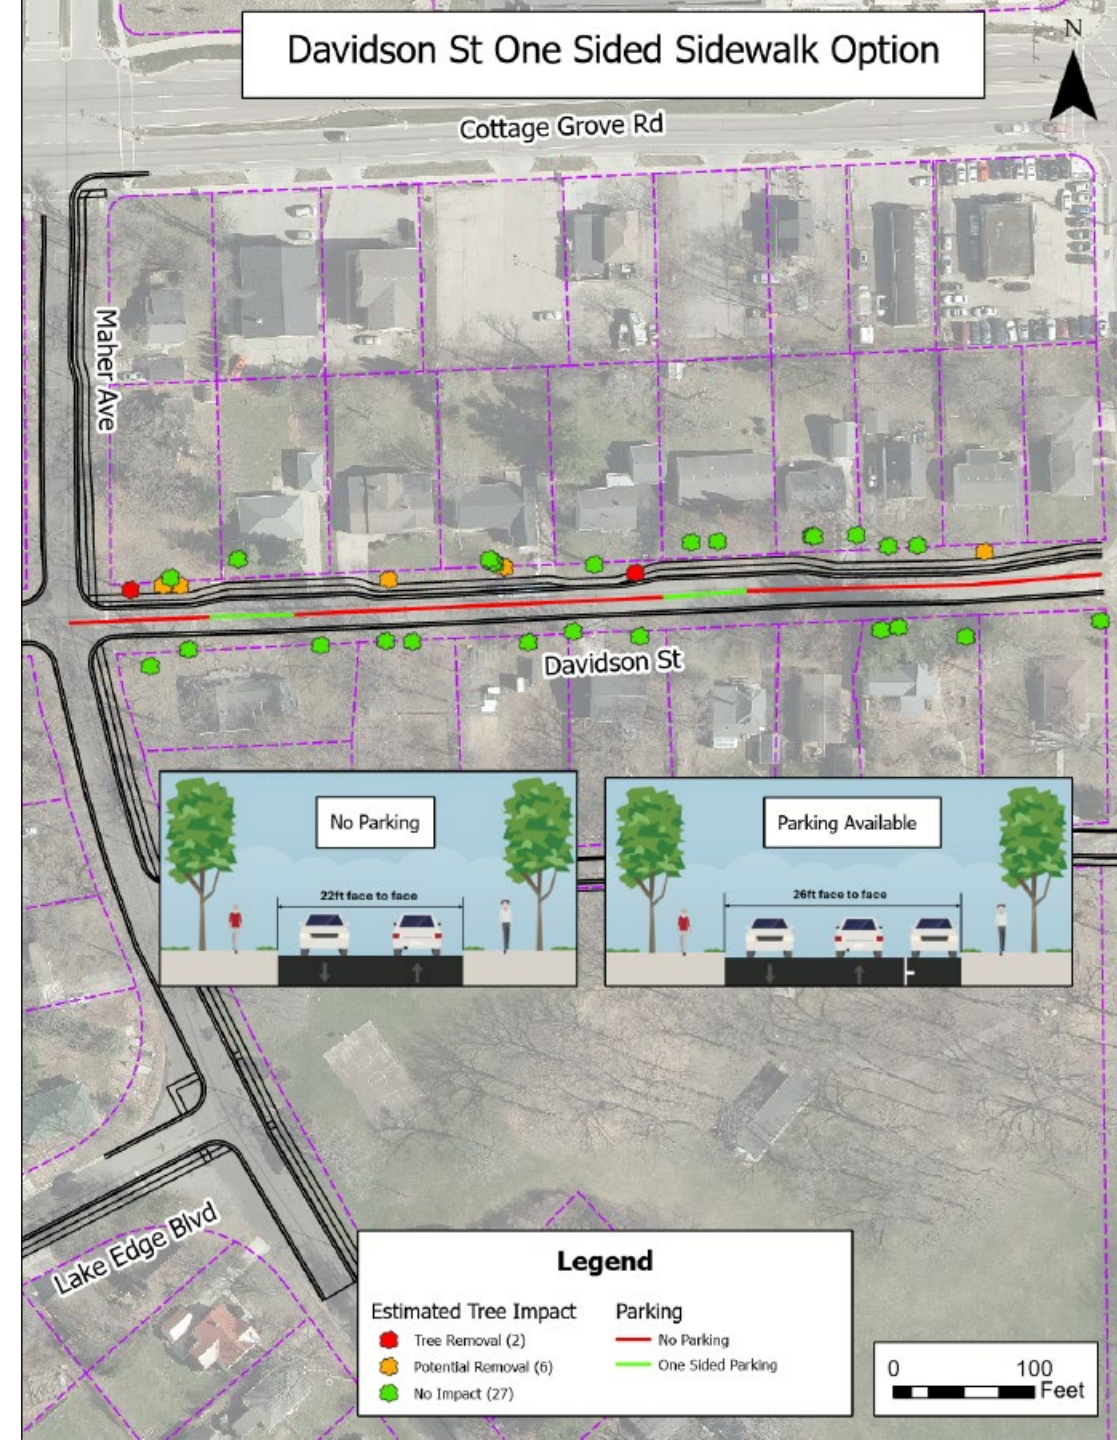 Davidson St One Sided Sidewalk Option
N
Cottage Grove Rd
Maher Ave
Davidson St
No Parking
22ft face to face
Parking Available
26ft face to face
Lake Edge Blvd
Legend
Estimated Tree Impact
Tree Removal (2)
Potential Removal (6)
No Impact (27)
Parking
No Parking
One Sided Parking
0 100
Feet